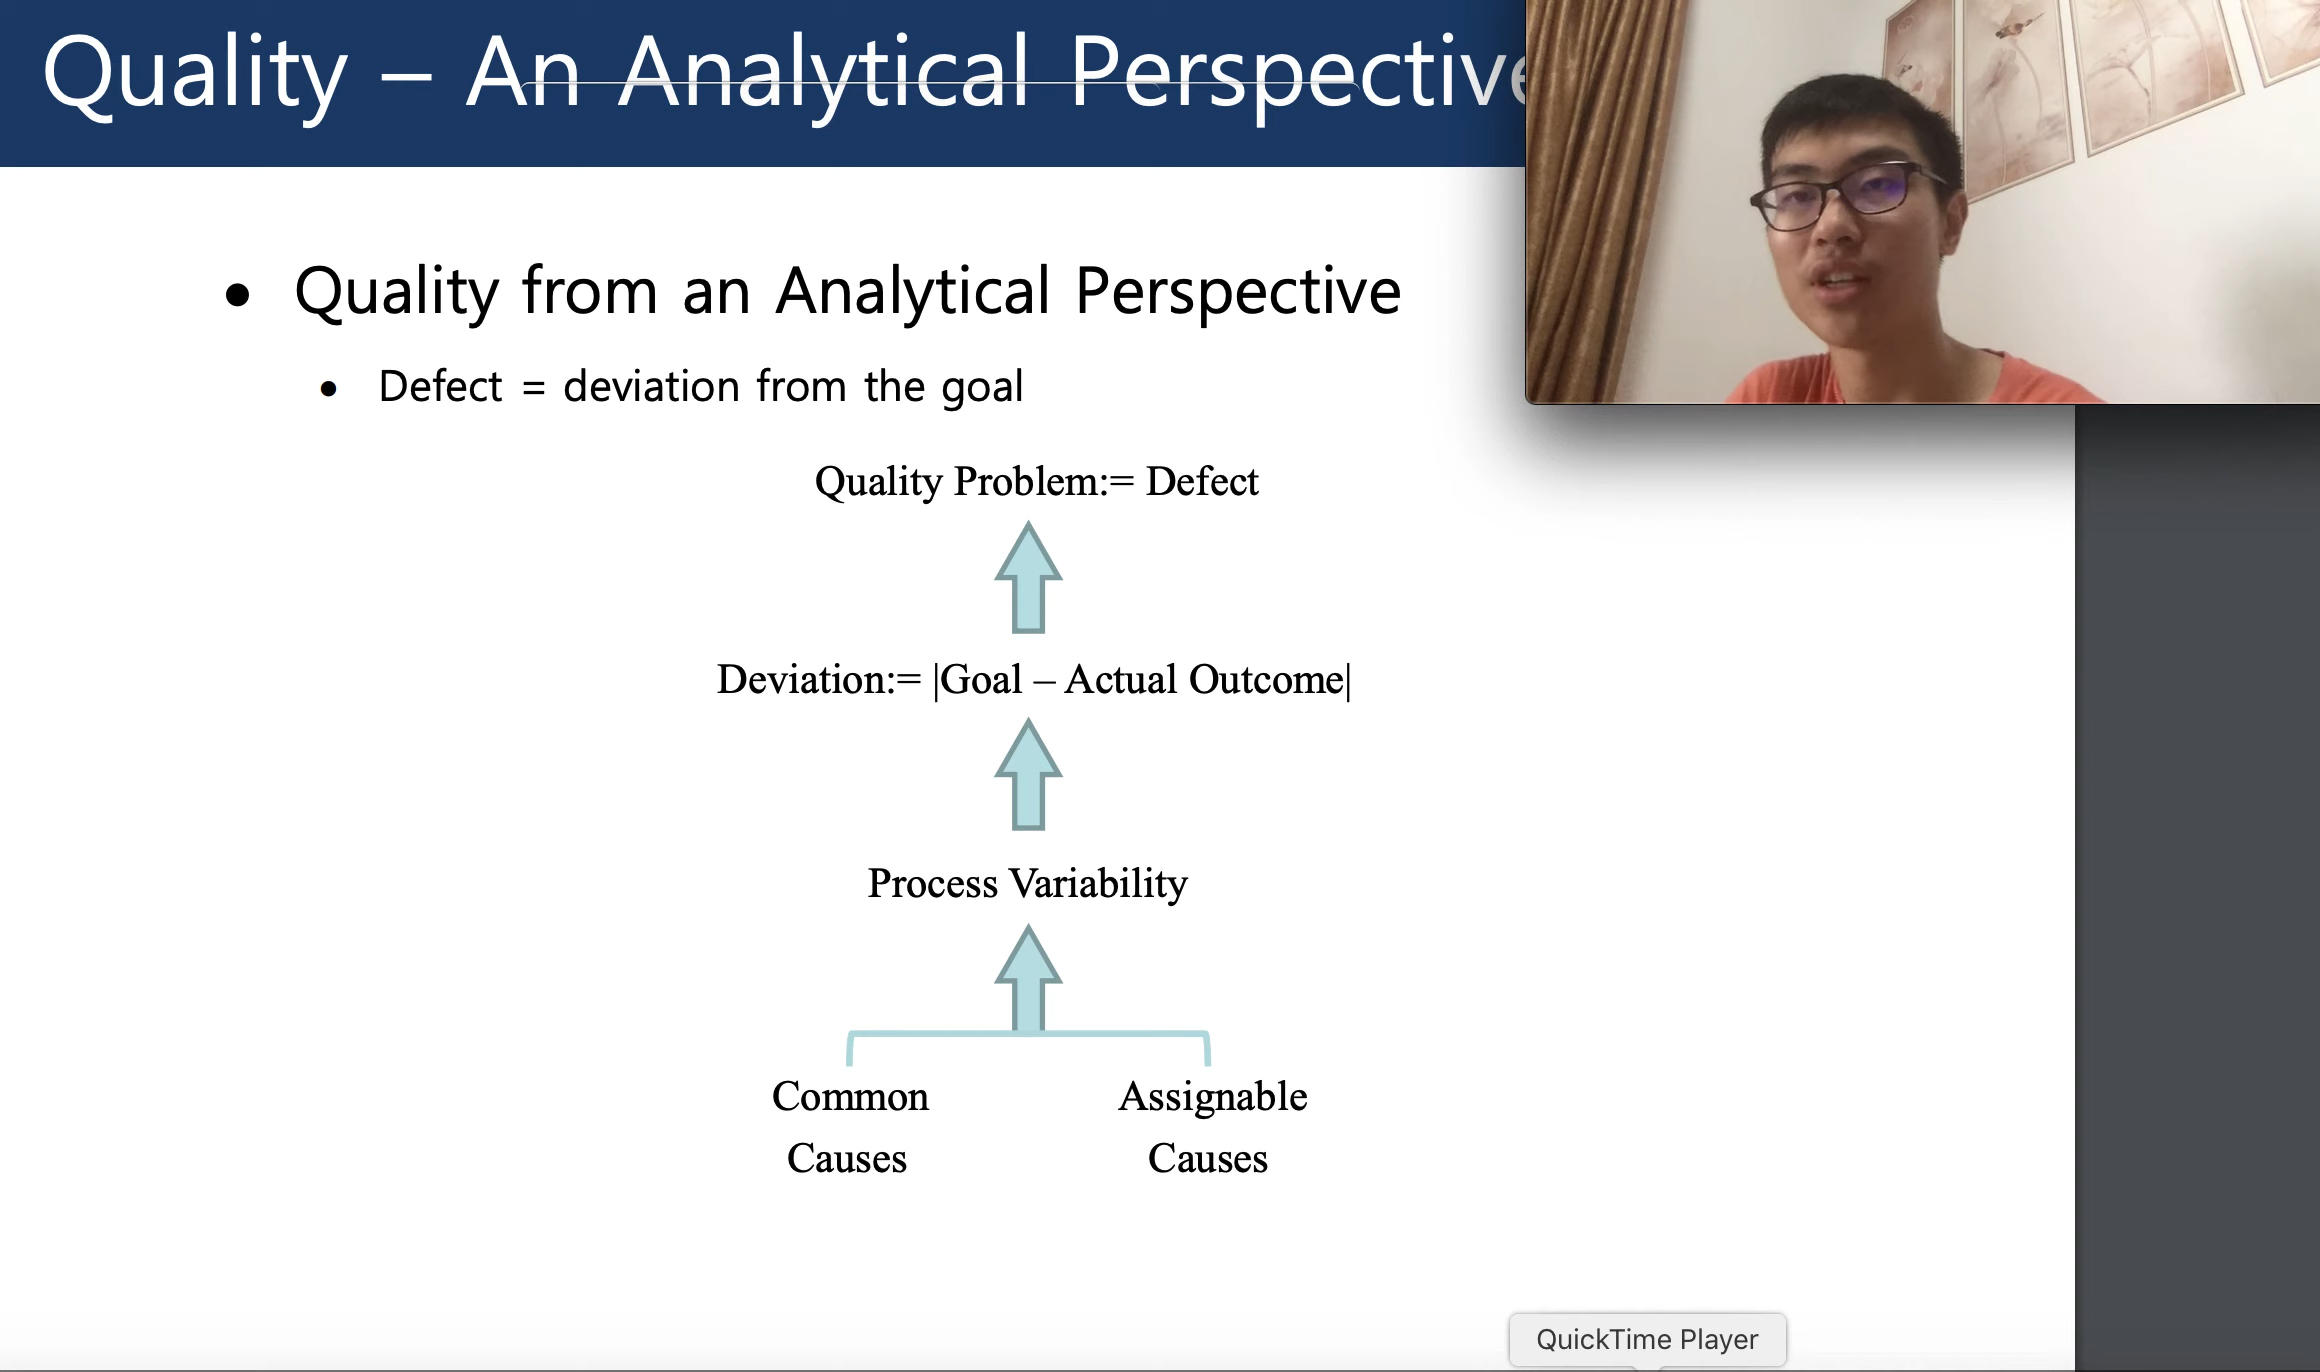 Quality – An Analytical Perspective
• Quality from an Analytical Perspective
• Defect = deviation from the goal
Quality Problem:= Defect
Deviation:= |Goal – Actual Outcome|
Process Variability
Common Assignable
Causes Causes
QuickTime Player